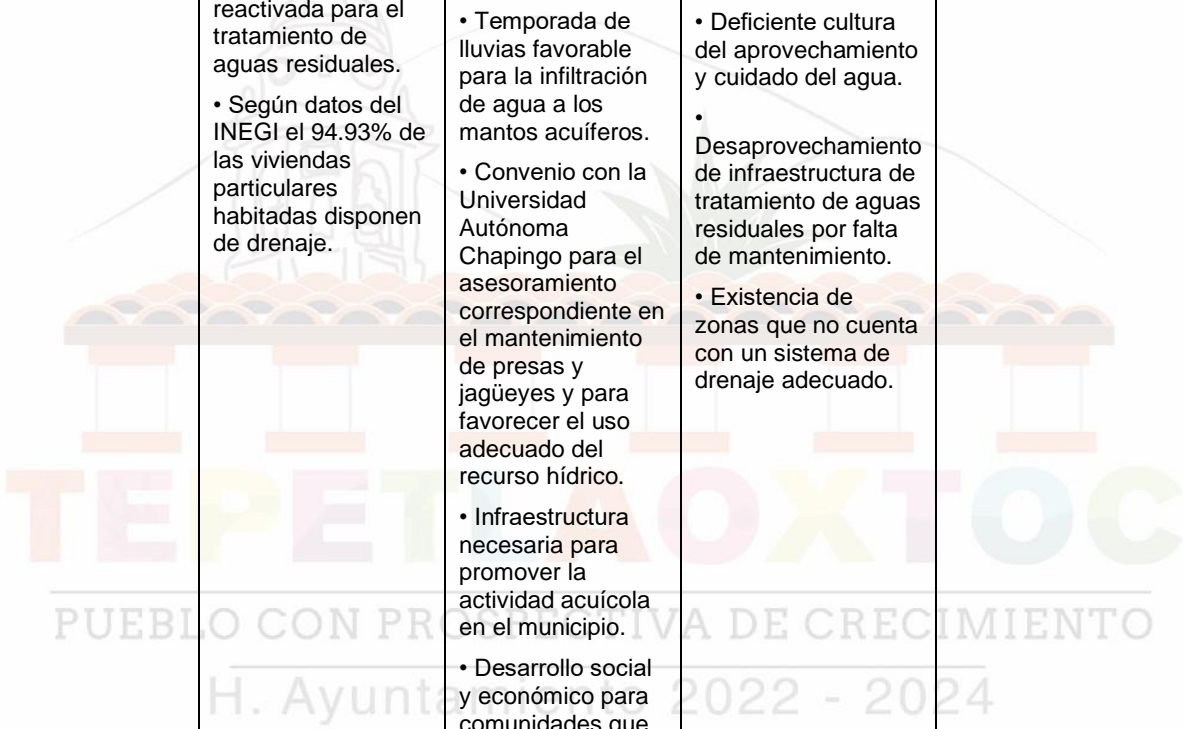 reactivada para el
tratamiento de
aguas residuales.
• Según datos del
INEGI el 94.93% de
las viviendas
particulares
habitadas disponen
de drenaje.
• Temporada de
lluvias favorable
para la infiltración
de agua a los
mantos acuíferos.
• Convenio con la
Universidad
Autónoma
Chapingo para el
asesoramiento
correspondiente en
el mantenimiento
de presas y
jagüeyes y para
favorecer el uso
adecuado del
recurso hídrico.
• Infraestructura
necesaria para
promover la
actividad acuícola
en el municipio.
• Desarrollo social
y económico para
comunidades que
• Deficiente cultura
del aprovechamiento
y cuidado del agua.
•
Desaprovechamiento
de infraestructura de
tratamiento de aguas
residuales por falta
de mantenimiento.
• Existencia de
zonas que no cuenta
con un sistema de
drenaje adecuado.
TEPETLAOXTOC
PUEBLO CON PROSPECTIVA DE CRECIMIENTO
H. Ayuntamiento 2022 - 2024